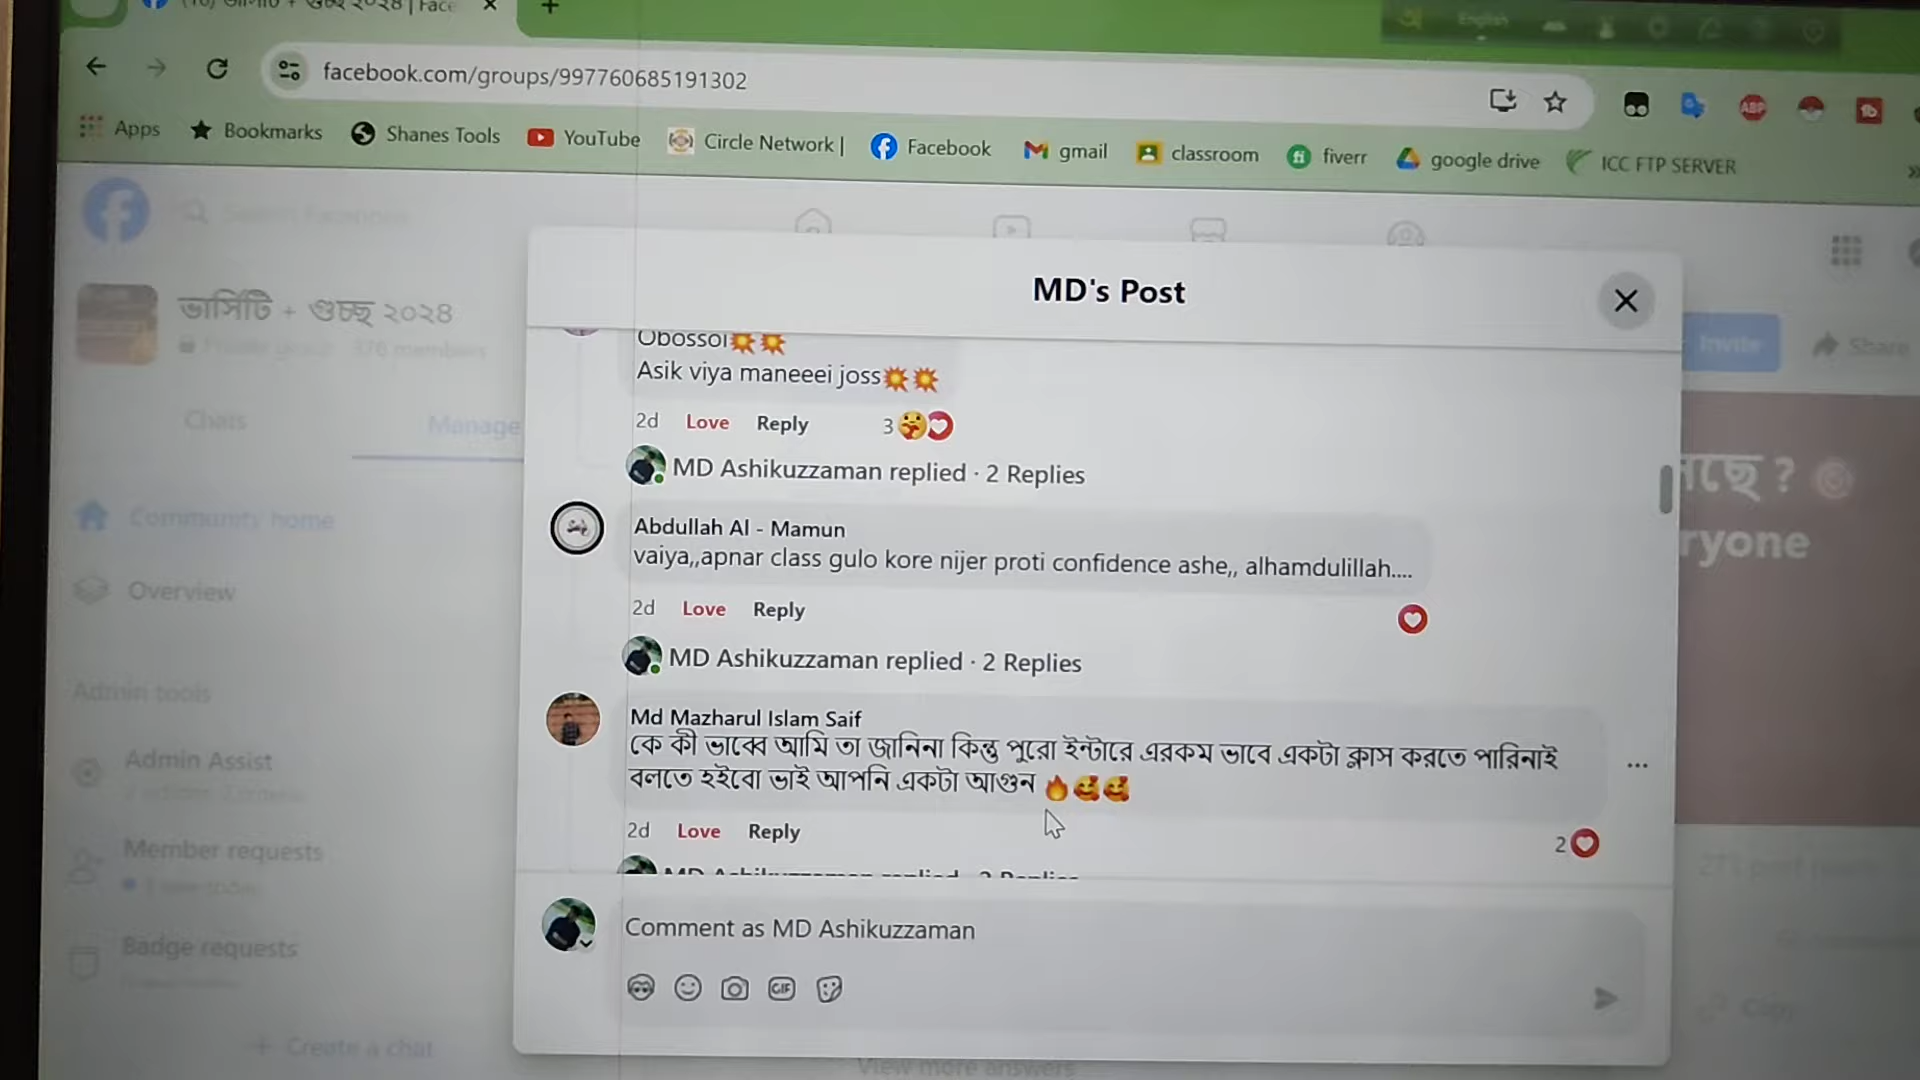 facebook.com/groups/997760685191302
Apps Bookmarks Shanes Tools YouTube Circle Network | Facebook gmail classroom fiverr google drive ICC FTP SERVER
ভার্সিটি + গুচ্ছ ২০২৪
Invite
Share
Chats
Manage
Community home
Overview
Admin tools
Admin Assist
Member requests
Badge requests
+ Create a chat
MD's Post
Obossoi💥💥
Asik viya maneeei joss💥💥
2d Love Reply 3
MD Ashikuzzaman replied · 2 Replies
Abdullah Al - Mamun
vaiya,,apnar class gulo kore nijer proti confidence ashe,, alhamdulillah....
2d Love Reply
MD Ashikuzzaman replied · 2 Replies
Md Mazharul Islam Saif
কে কী ভাব্বে আমি তা জানিনা কিন্তু পুরো ইন্টারে এরকম ভাবে একটা ক্লাস করতে পারিনাই
বলতে হইবো ভাই আপনি একটা আগুন 🔥🥰🥰
2d Love Reply 2
MD Ashikuzzaman replied · 2 Replies
Comment as MD Ashikuzzaman
GIF
View more answers